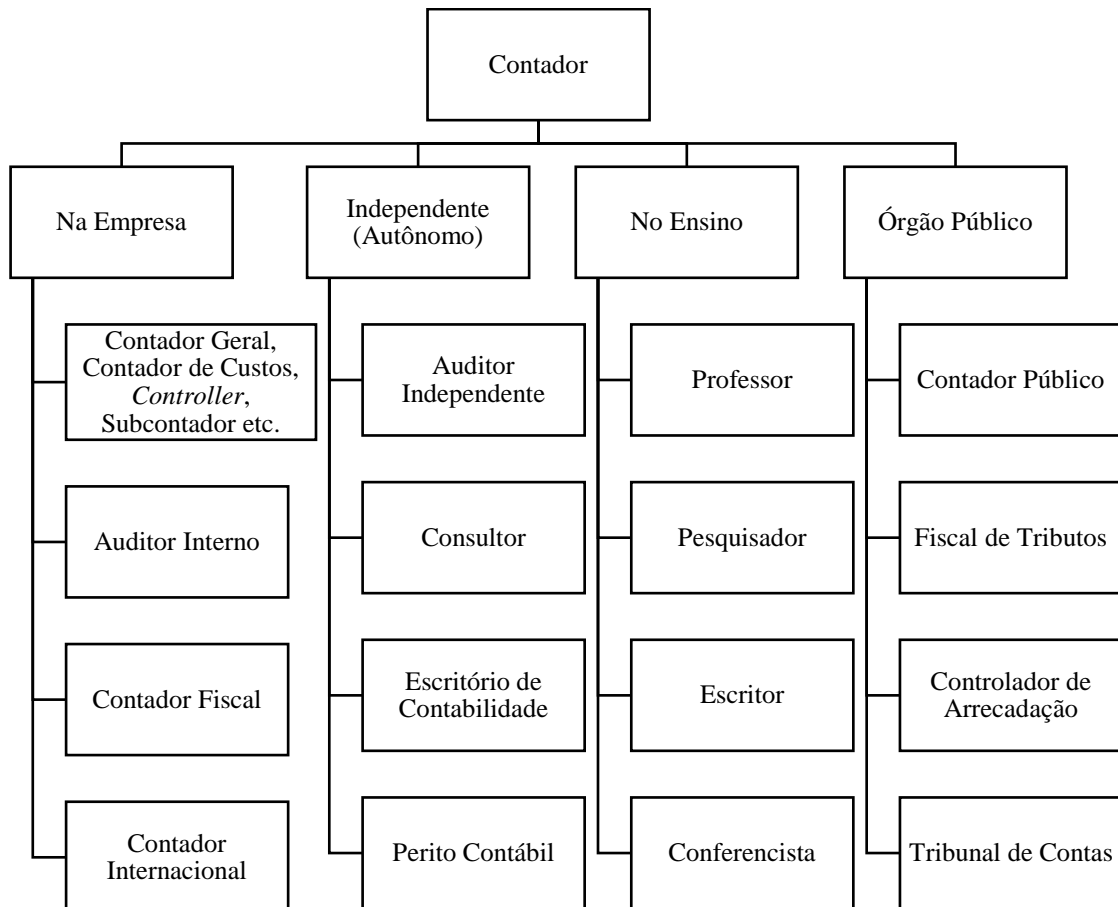 Contador
Na Empresa
Independente
(Autônomo)
No Ensino
Órgão Público
Contador Geral,
Contador de Custos,
Controller,
Subcontador etc.
Auditor
Independente
Professor
Contador Público
Auditor Interno
Consultor
Pesquisador
Fiscal de Tributos
Contador Fiscal
Escritório de
Contabilidade
Escritor
Controlador de
Arrecadação
Contador
Internacional
Perito Contábil
Conferencista
Tribunal de Contas